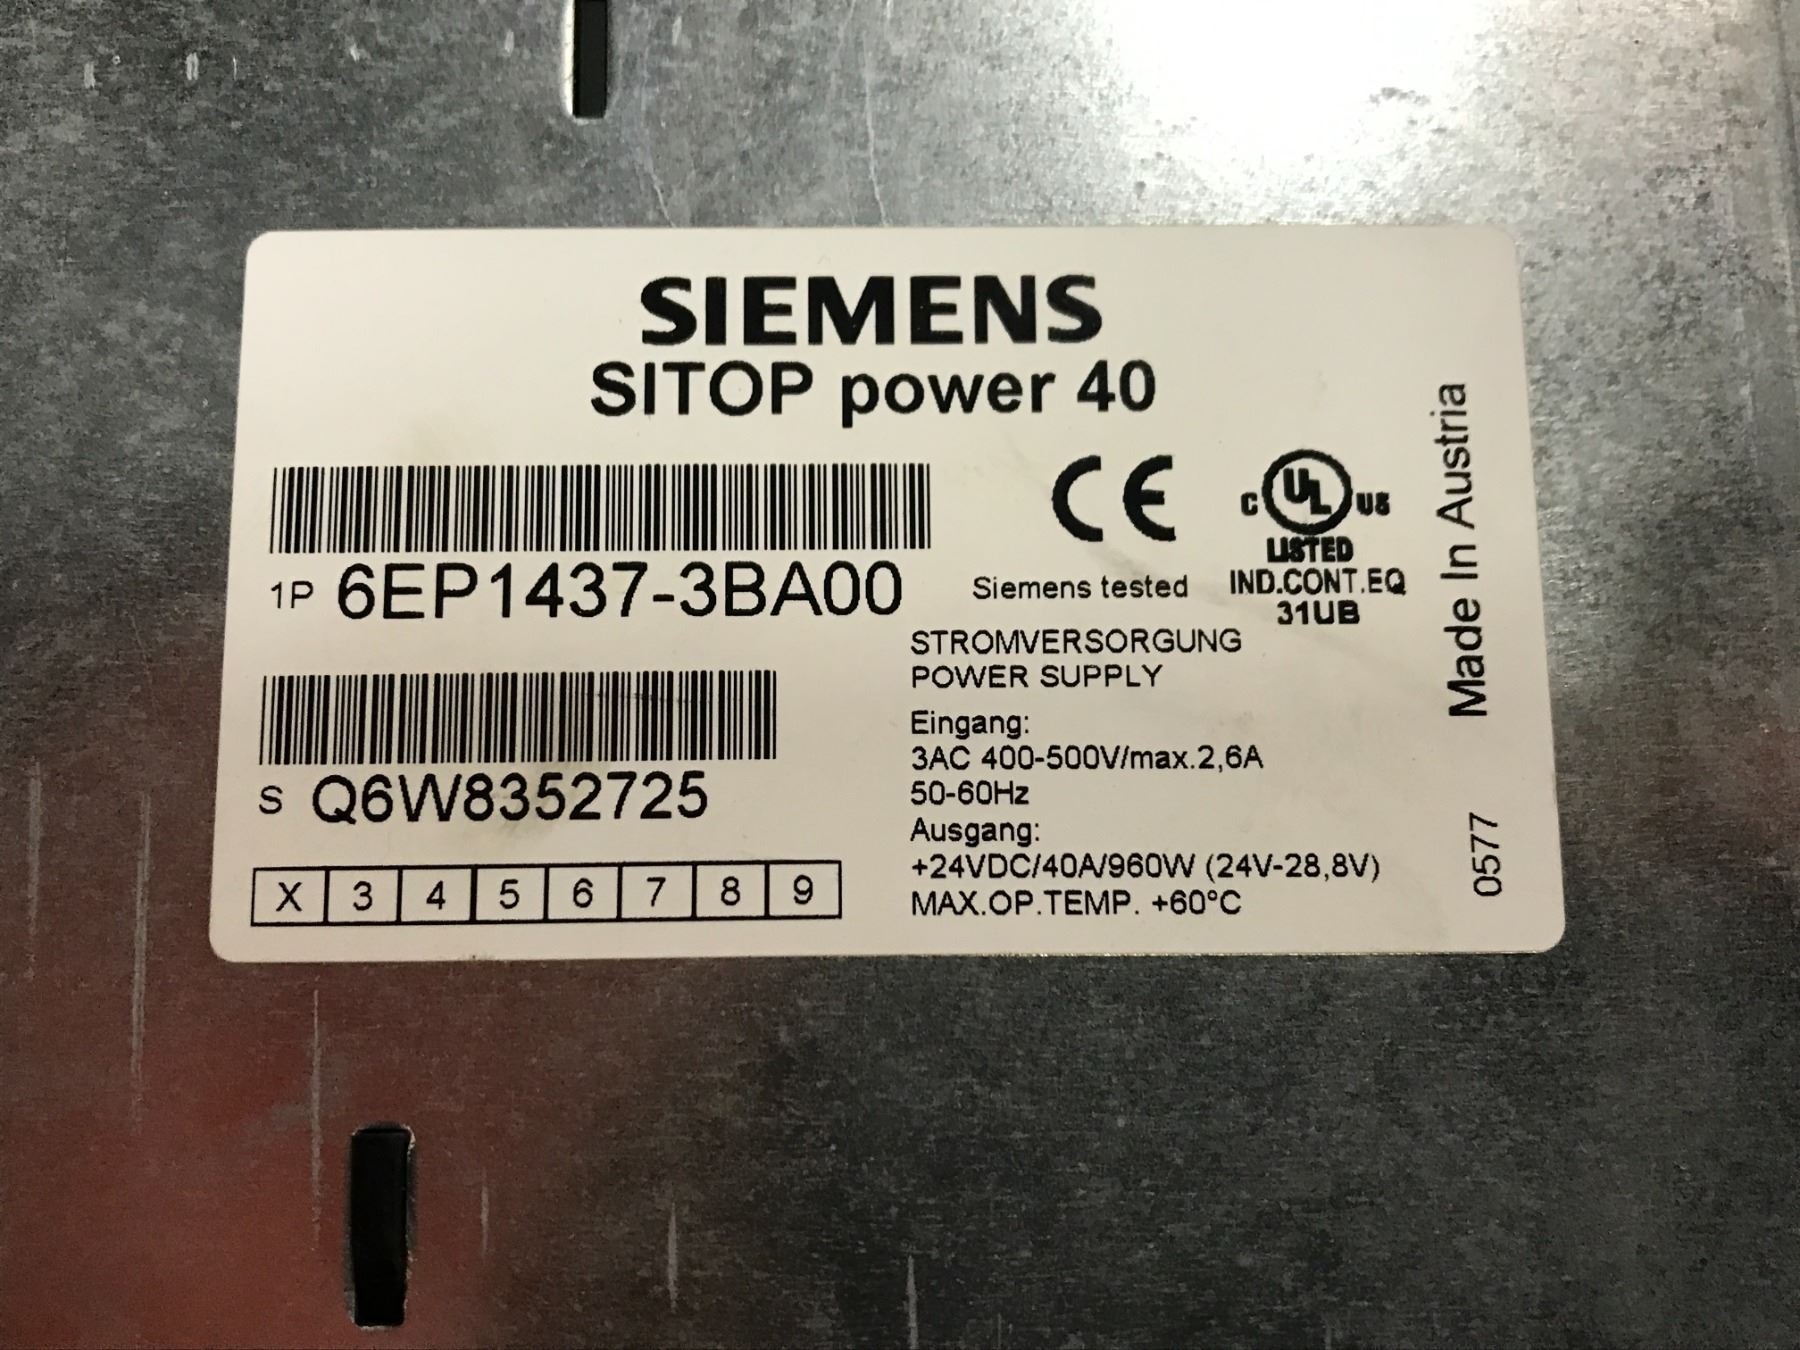 SIEMENS
SITOP power 40
1P 6EP1437-3BA00
S Q6W8352725
X 3 4 5 6 7 8 9
CE
Siemens tested
C UL US
LISTED
IND.CONT.EQ
31UB
STROMVERSORGUNG
POWER SUPPLY
Eingang:
3AC 400-500V/max.2,6A
50-60Hz
Ausgang:
+24VDC/40A/960W (24V-28,8V)
MAX.OP.TEMP. +60°C
Made In Austria
0577